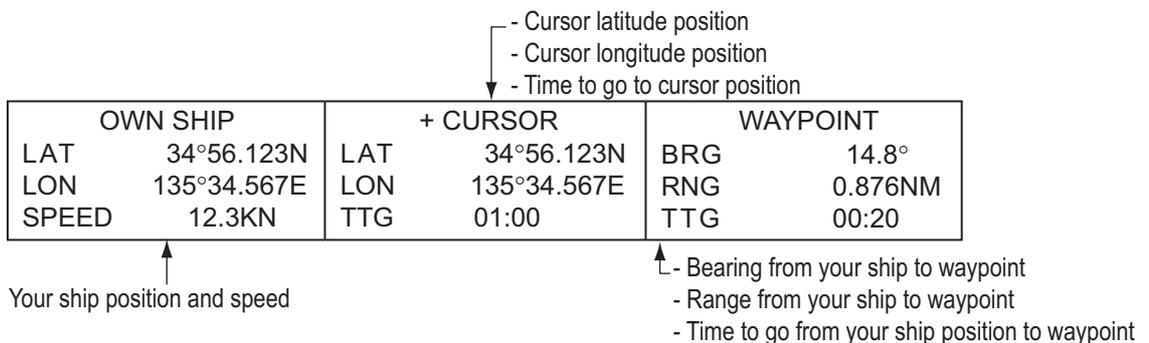 - Cursor latitude position
- Cursor longitude position
- Time to go to cursor position
OWN SHIP
LAT 34°56.123N
LON 135°34.567E
SPEED 12.3KN
+ CURSOR
LAT 34°56.123N
LON 135°34.567E
TTG 01:00
WAYPOINT
BRG 14.8°
RNG 0.876NM
TTG 00:20
Your ship position and speed
- Bearing from your ship to waypoint
- Range from your ship to waypoint
- Time to go from your ship position to waypoint